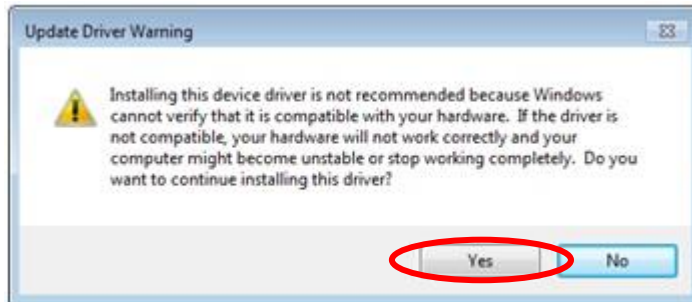 Update Driver Warning
Installing this device driver is not recommended because Windows
cannot verify that it is compatible with your hardware.  If the driver is
not compatible, your hardware will not work correctly and your
computer might become unstable or stop working completely.  Do you
want to continue installing this driver?
Yes
No